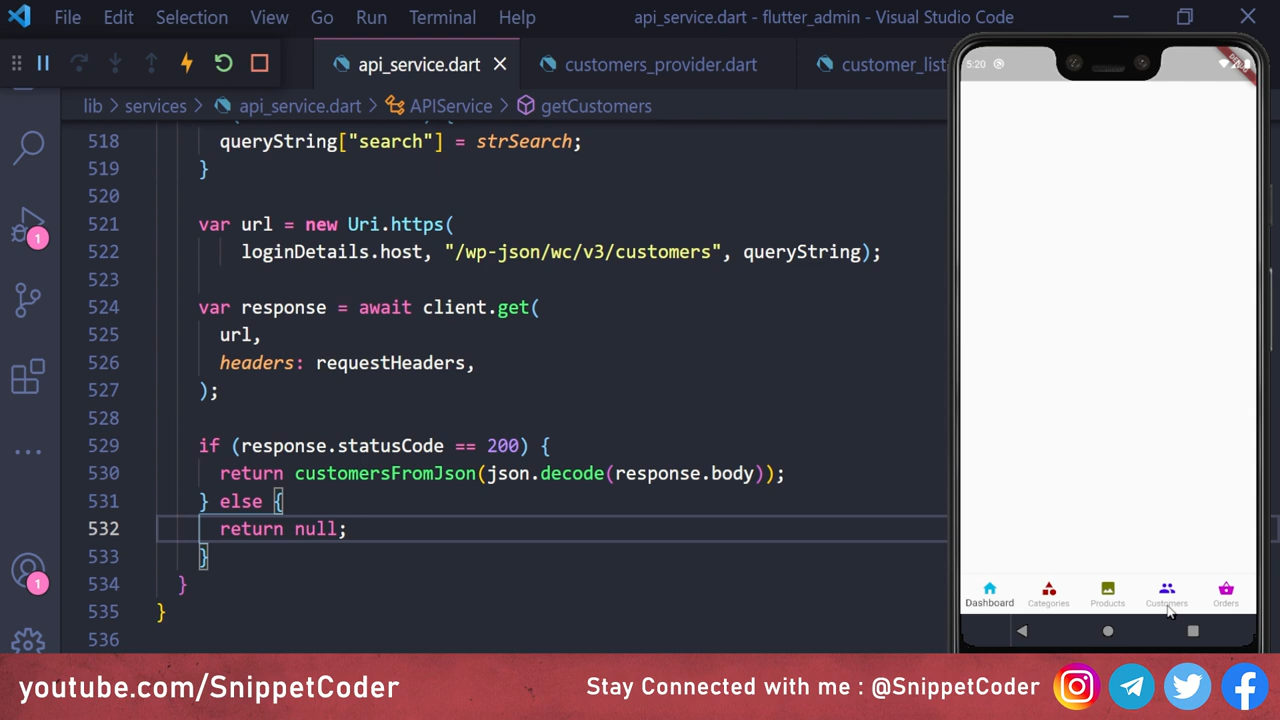 File Edit Selection View Go Run Terminal Help api_service.dart - flutter_admin - Visual Studio Code
api_service.dart customers_provider.dart customer_list
lib > services > api_service.dart > APIService > getCustomers
518 queryString["search"] = strSearch;
519 }
520
521 var url = new Uri.https(
522 loginDetails.host, "/wp-json/wc/v3/customers", queryString);
523
524 var response = await client.get(
525 url,
526 headers: requestHeaders,
527 );
528
529 if (response.statusCode == 200) {
530 return customersFromJson(json.decode(response.body));
531 } else {
532 return null;
533 }
534 }
535 }
536
1
1
5:20
Dashboard Categories Products Customers Orders
youtube.com/SnippetCoder
Stay Connected with me : @SnippetCoder